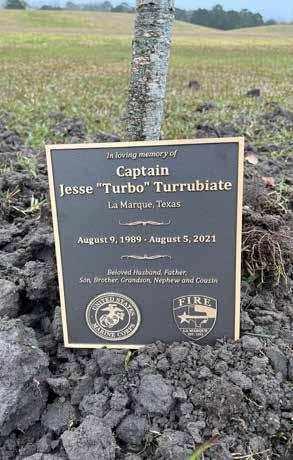 In loving memory of
Captain
Jesse "Turbo" Turrubiate
La Marque, Texas
August 9, 1989 - August 5, 2021
Beloved Husband, Father,
Son, Brother, Grandson, Nephew and Cousin
UNITED STATES
MARINE CORPS
FIRE
LA MARQUE